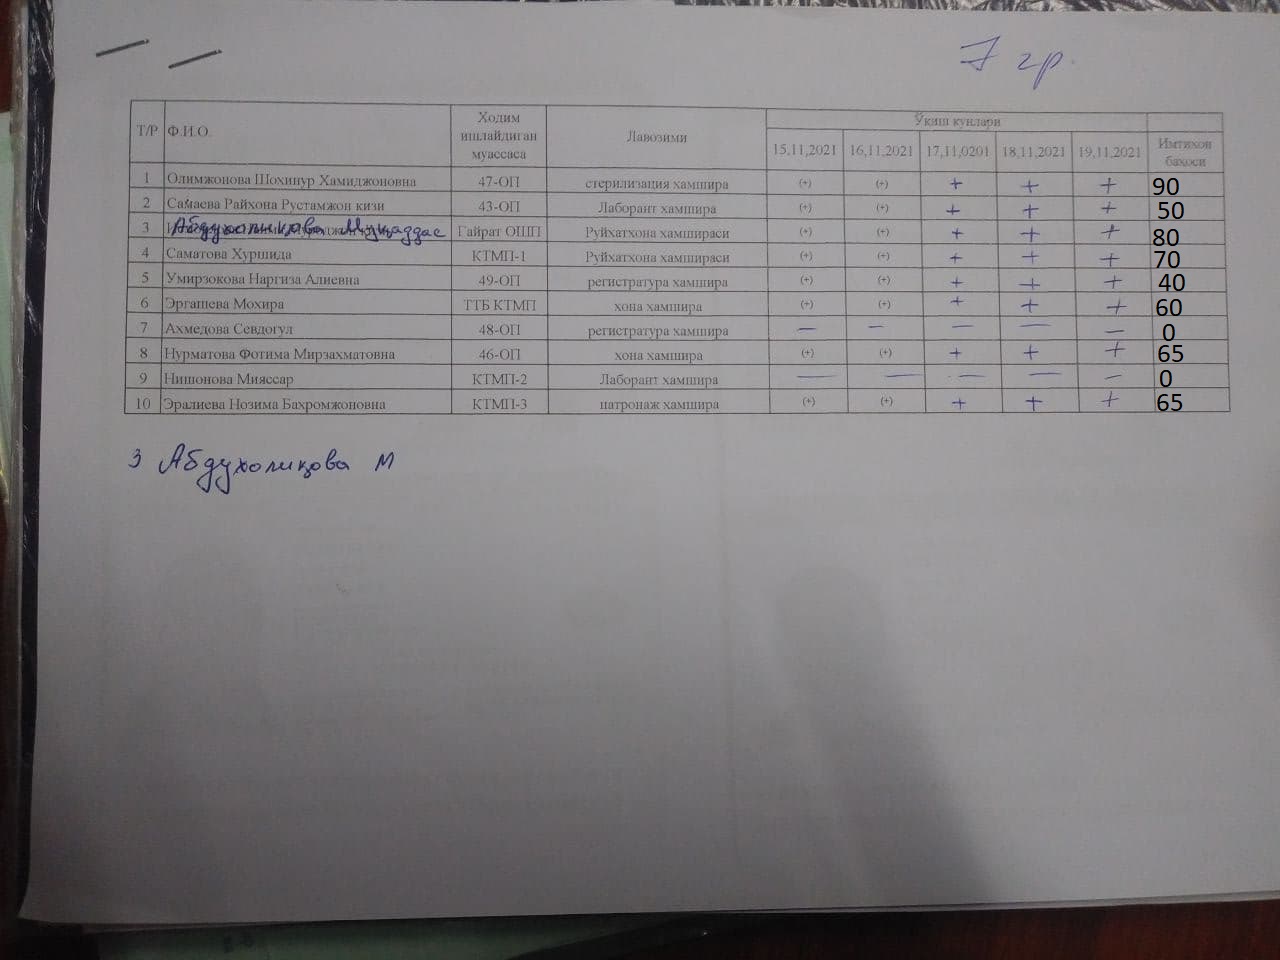 7 гр.
Т/Р Ф.И.О. Ходим ишлайдиган муассаса Лавозими Ўқиш кунлари Имтихон бахоси
15,11,2021 16,11,2021 17,11,0201 18,11,2021 19,11,2021
1 Олимжонова Шохинур Хамиджоновна 47-ОП стерилизация хамшира (+) (+) + + + 90
2 Самаева Райхона Рустамжон кизи 43-ОП Лаборант хамшира (+) (+) + + + 50
3 Абдухолиқова Муқаддас Гайрат ОШП Руйхатхона хамшираси (+) (+) + + + 80
4 Саматова Хуршида КТМП-1 Руйхатхона хамшираси (+) (+) + + + 70
5 Умирзокова Наргиза Алиевна 49-ОП регистратура хамшира (+) (+) + + + 40
6 Эргашева Мохира ТТБ КТМП хона хамшира (+) (+) + + + 60
7 Ахмедова Севдогул 48-ОП регистратура хамшира — — — — — 0
8 Нурматова Фотима Мирзахматовна 46-ОП хона хамшира (+) (+) + + + 65
9 Нишонова Мияссар КТМП-2 Лаборант хамшира — — — — — 0
10 Эралиева Нозима Бахромжоновна КТМП-3 патронаж хамшира (+) (+) + + + 65
3 Абдухолиқова М